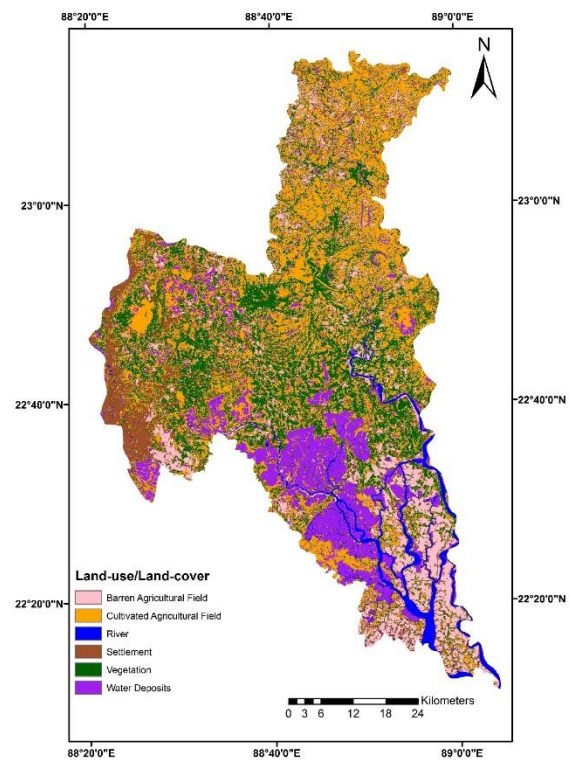 88°20'0"E 88°40'0"E 89°0'0"E
N
23°0'0"N 23°0'0"N
22°40'0"N 22°40'0"N
22°20'0"N 22°20'0"N
Land-use/Land-cover
Barren Agricultural Field
Cultivated Agricultural Field
River
Settlement
Vegetation
Water Deposits
Kilometers
0 3 6 12 18 24
88°20'0"E 88°40'0"E 89°0'0"E